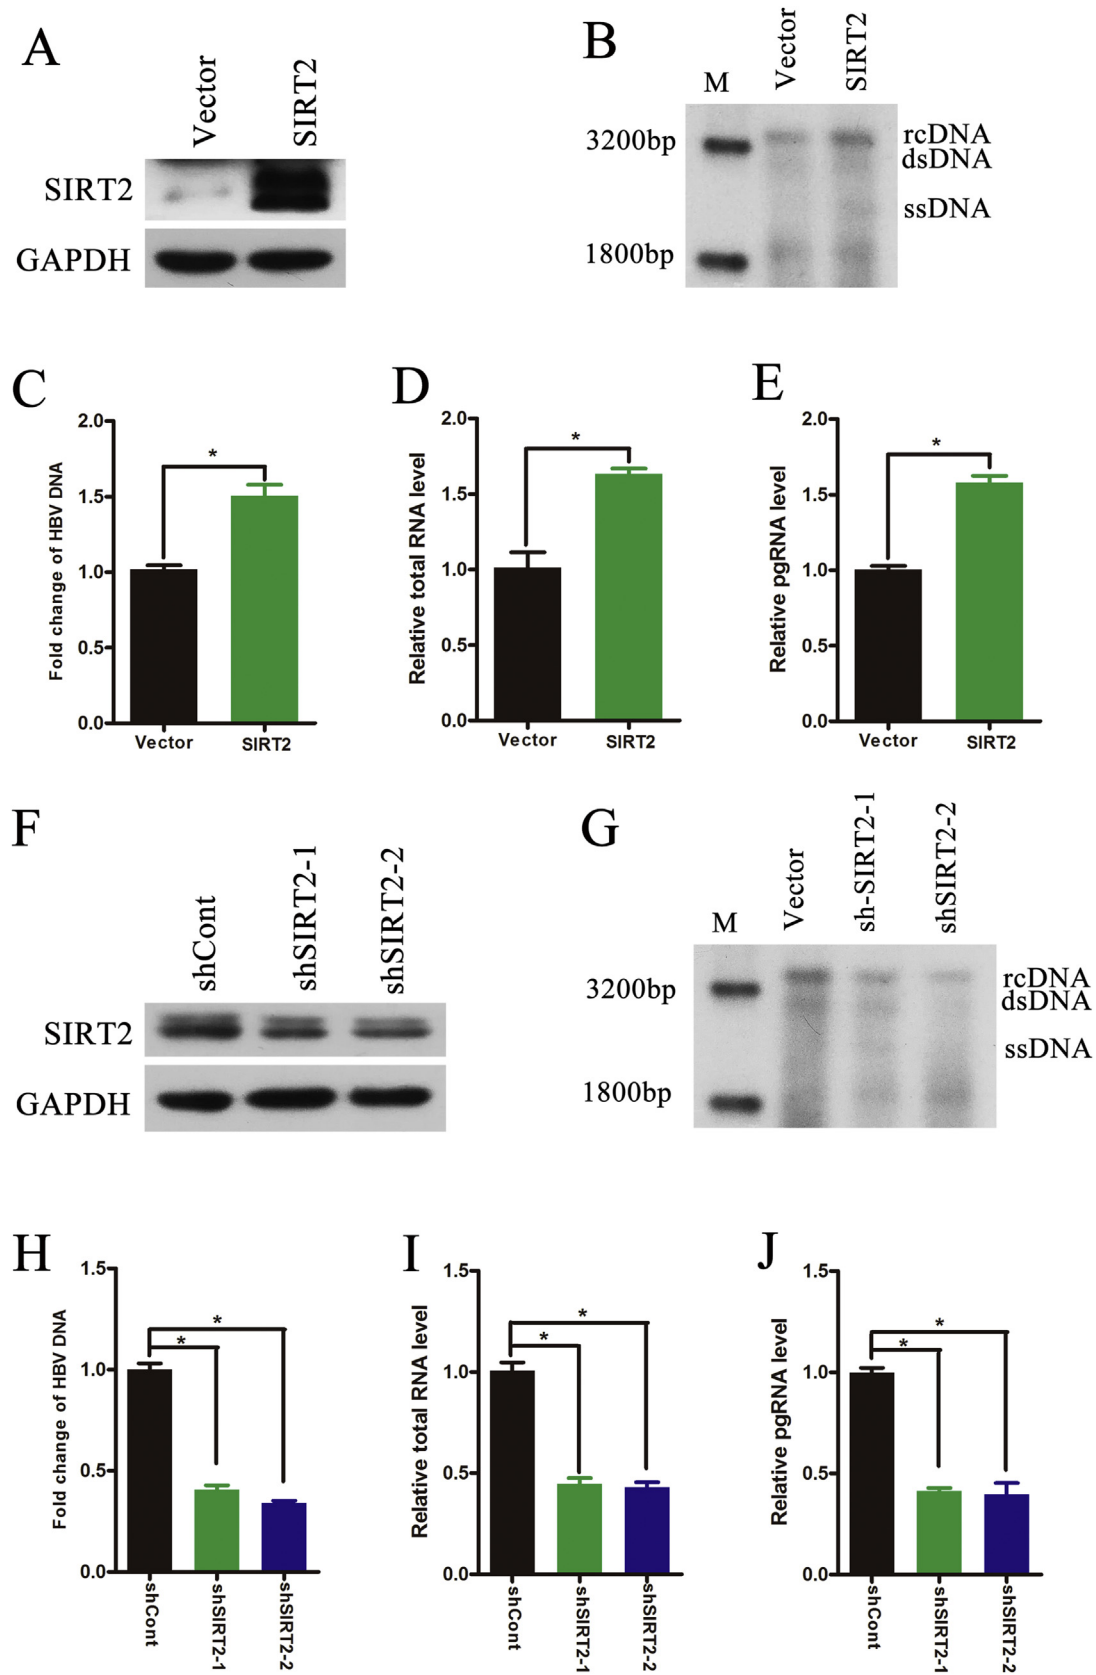 A
Vector
SIRT2
SIRT2
GAPDH
B
M
Vector
SIRT2
3200bp
1800bp
rcDNA
dsDNA
ssDNA
C
Fold change of HBV DNA
2.0
1.5
1.0
0.5
0.0
*
Vector
SIRT2
D
Relative total RNA level
2.0
1.5
1.0
0.5
0.0
*
Vector
SIRT2
E
Relative pgRNA level
2.0
1.5
1.0
0.5
0.0
*
Vector
SIRT2
F
shCont
shSIRT2-1
shSIRT2-2
SIRT2
GAPDH
G
M
Vector
sh-SIRT2-1
shSIRT2-2
3200bp
1800bp
rcDNA
dsDNA
ssDNA
H
Fold change of HBV DNA
1.5
1.0
0.5
0.0
*
*
shCont
shSIRT2-1
shSIRT2-2
I
Relative total RNA level
1.5
1.0
0.5
0.0
*
*
shCont
shSIRT2-1
shSIRT2-2
J
Relative pgRNA level
1.5
1.0
0.5
0.0
*
*
shCont
shSIRT2-1
shSIRT2-2